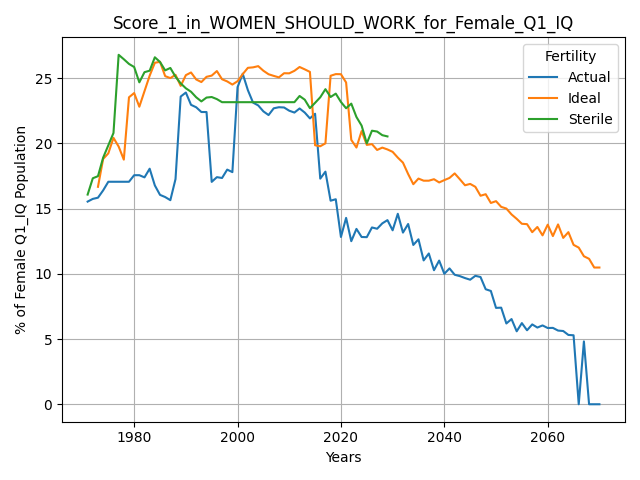 Score_1_in_WOMEN_SHOULD_WORK_for_Female_Q1_IQ
Fertility
Actual
Ideal
Sterile
% of Female Q1_IQ Population
25
20
15
10
5
0
1980
2000
2020
2040
2060
Years